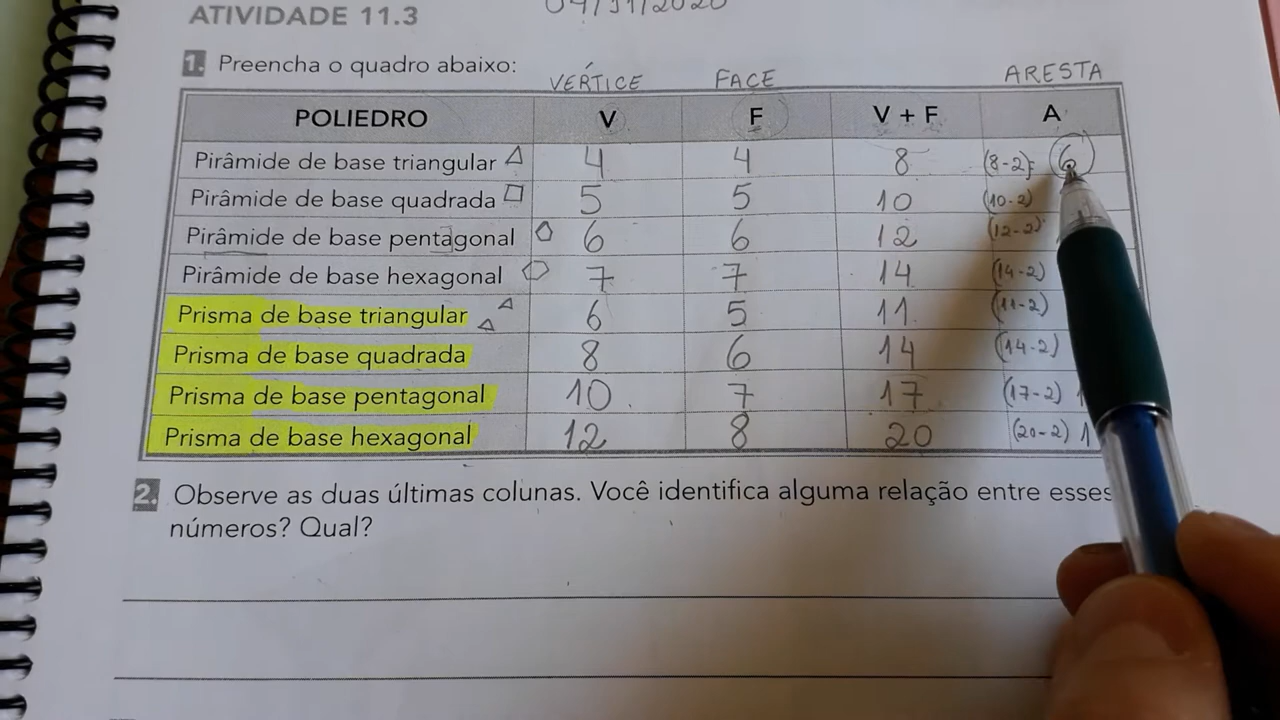 ATIVIDADE 11.3
1. Preencha o quadro abaixo:
VÉRTICE FACE ARESTA
POLIEDRO V F V + F A
Pirâmide de base triangular 4 4 8 (8-2)= 6
Pirâmide de base quadrada 5 5 10 (10-2)
Pirâmide de base pentagonal 6 6 12 (12-2)
Pirâmide de base hexagonal 7 7 14 (14-2)
Prisma de base triangular 6 5 11 (11-2)
Prisma de base quadrada 8 6 14 (14-2)
Prisma de base pentagonal 10 7 17 (17-2) 1
Prisma de base hexagonal 12 8 20 (20-2) 1
2. Observe as duas últimas colunas. Você identifica alguma relação entre esses
números? Qual?